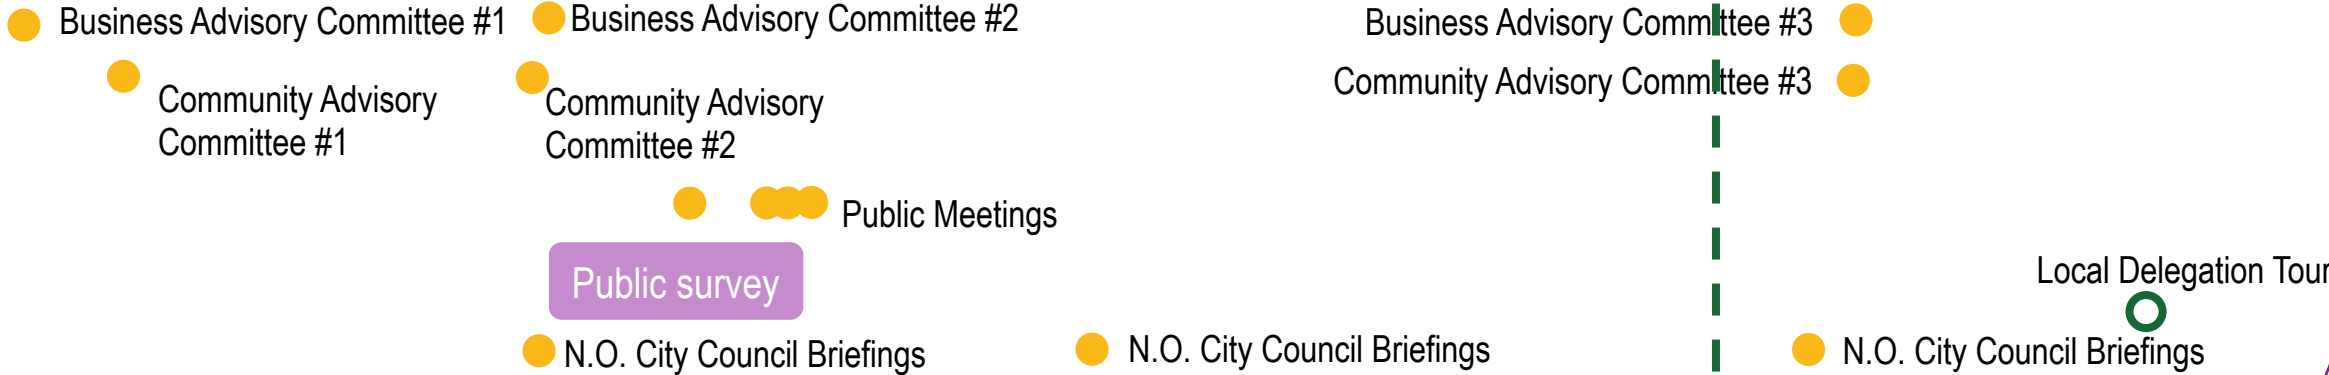 Business Advisory Committee #1
Business Advisory Committee #2
Business Advisory Committee #3
Community Advisory Committee #3
Community Advisory
Committee #1
Community Advisory
Committee #2
Public Meetings
Public survey
Local Delegation Tour
N.O. City Council Briefings
N.O. City Council Briefings
N.O. City Council Briefings